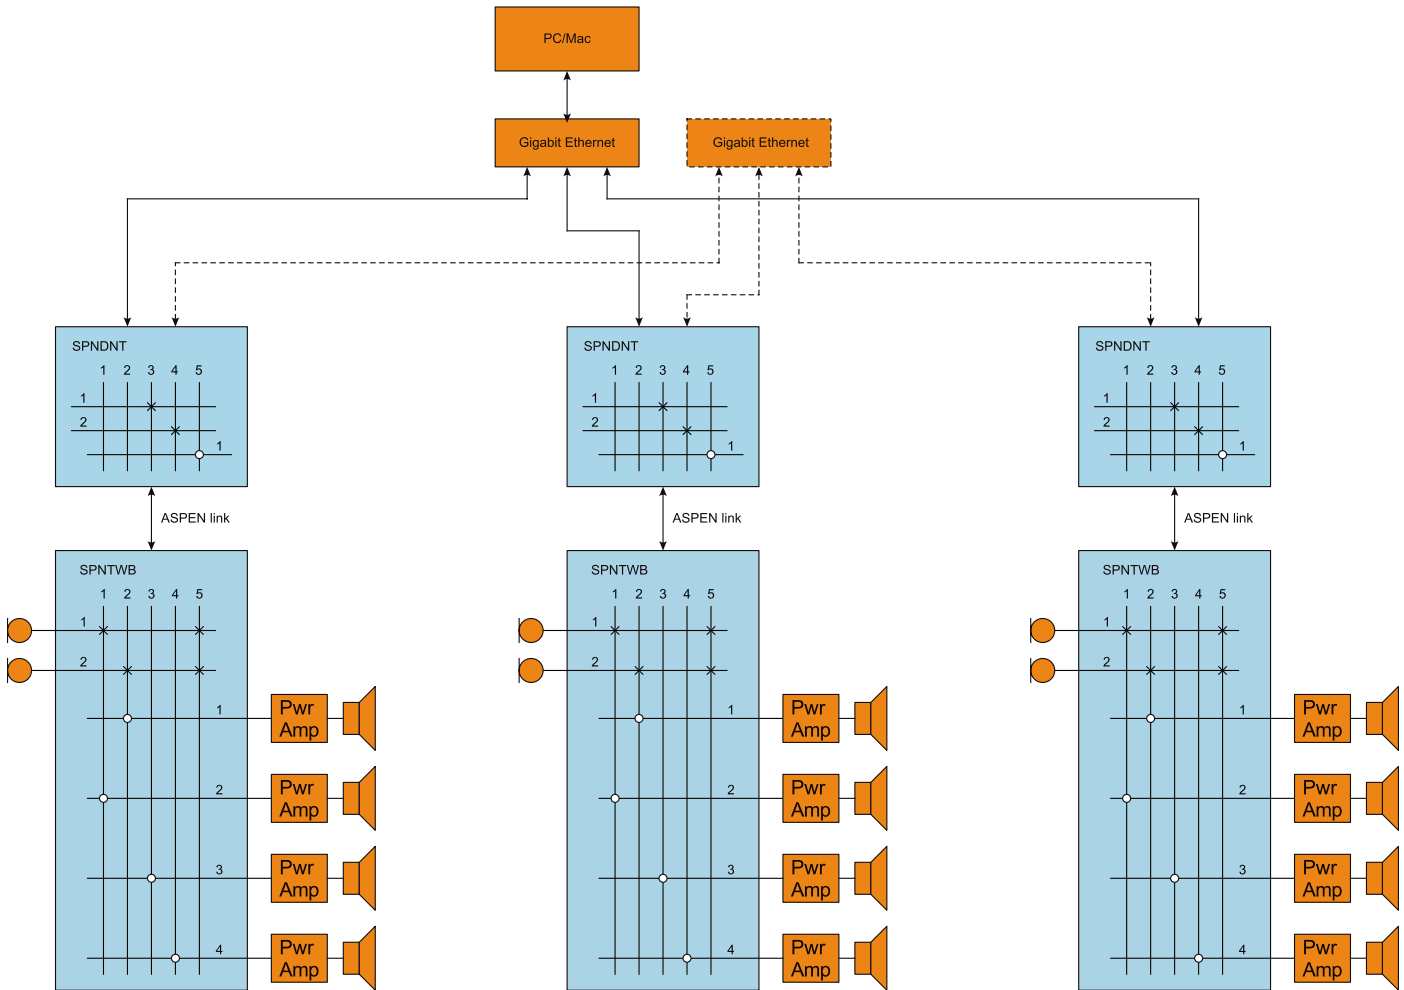 PC/Mac
Gigabit Ethernet
Gigabit Ethernet
SPNDNT
1 2 3 4 5
1
2
1
SPNDNT
1 2 3 4 5
1
2
1
SPNDNT
1 2 3 4 5
1
2
1
ASPEN link
ASPEN link
ASPEN link
SPNTWB
1 2 3 4 5
1
2
1
Pwr
Amp
2
Pwr
Amp
3
Pwr
Amp
4
Pwr
Amp
SPNTWB
1 2 3 4 5
1
2
1
Pwr
Amp
2
Pwr
Amp
3
Pwr
Amp
4
Pwr
Amp
SPNTWB
1 2 3 4 5
1
2
1
Pwr
Amp
2
Pwr
Amp
3
Pwr
Amp
4
Pwr
Amp